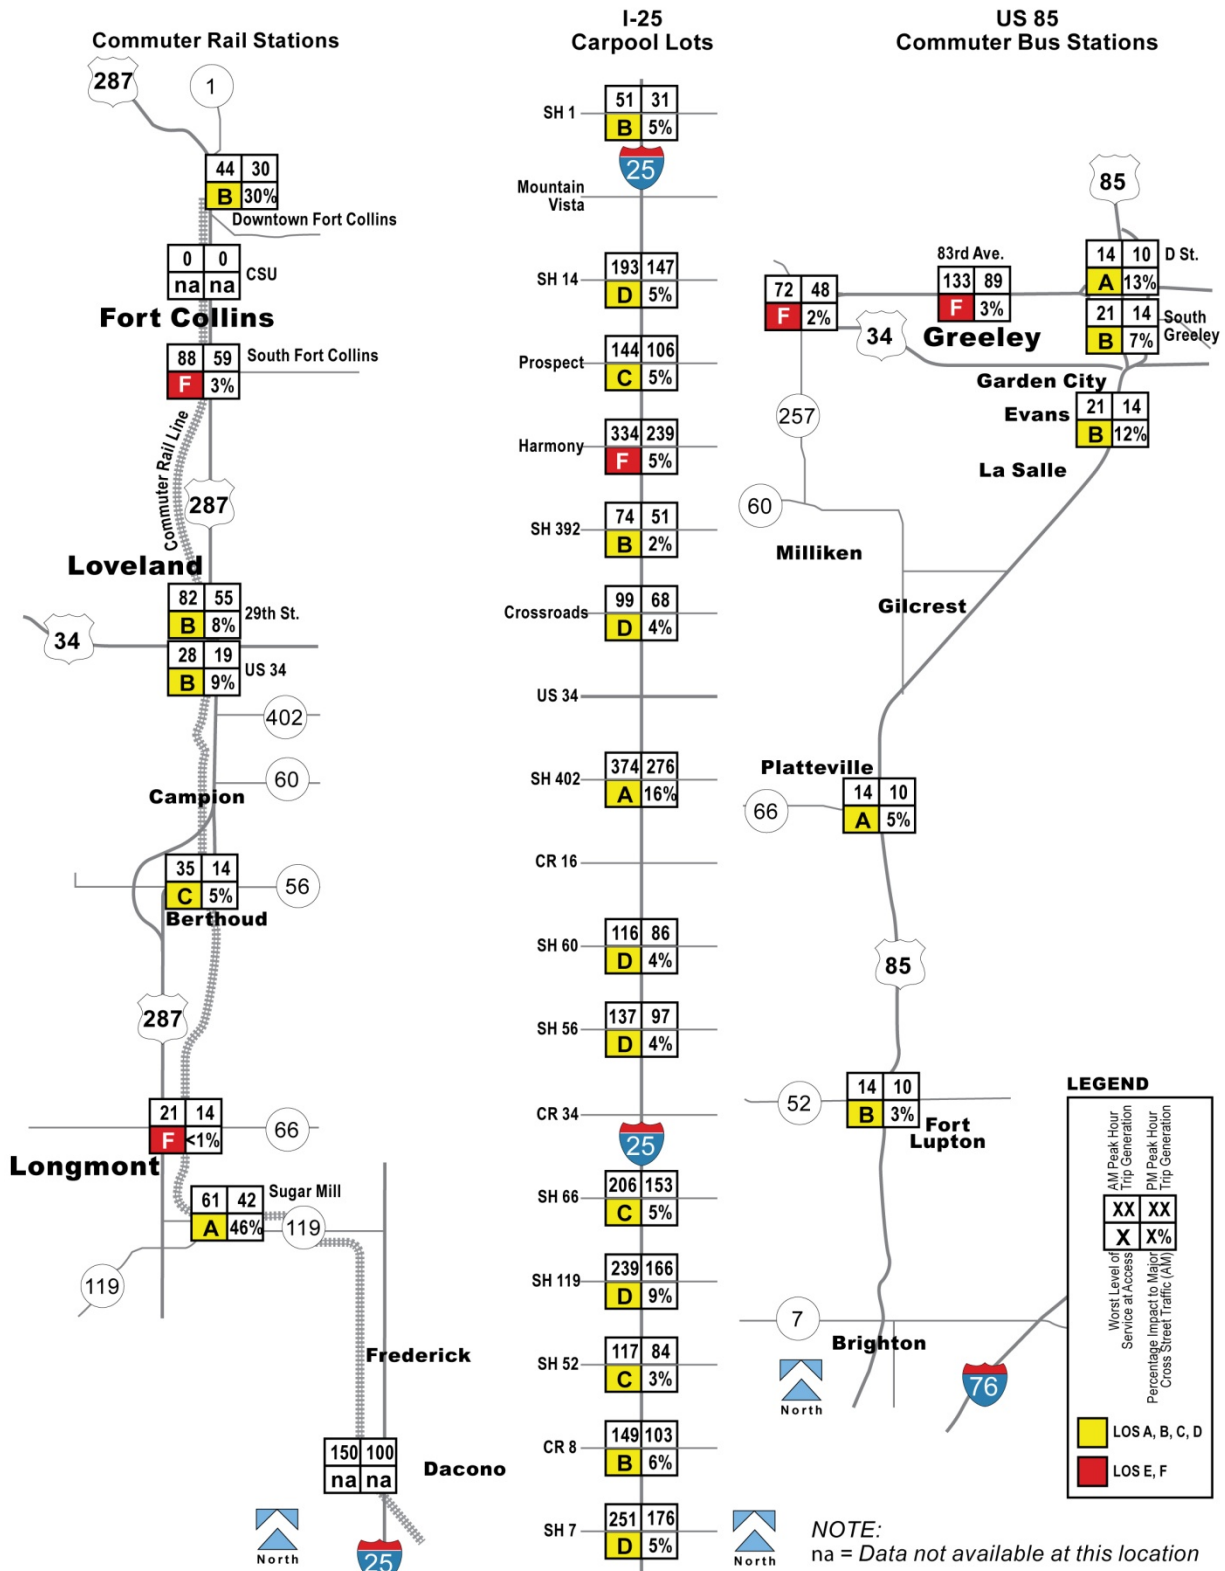 Commuter Rail Stations
287
1
44 30
B 30%
Downtown Fort Collins
0 0
na na
CSU
Fort Collins
88 59
F 3%
South Fort Collins
Commuter Rail Line
287
Loveland
82 55
B 8%
29th St.
34
28 19
B 9%
US 34
402
60
Campion
35 14
C 5%
56
Berthoud
287
21 14
F <1%
66
Longmont
61 42
A 46%
Sugar Mill
119
119
Frederick
150 100
na na
Dacono
North
25
I-25
Carpool Lots
SH 1
51 31
B 5%
25
Mountain
Vista
SH 14
193 147
D 5%
Prospect
144 106
C 5%
Harmony
334 239
F 5%
SH 392
74 51
B 2%
Crossroads
99 68
D 4%
US 34
SH 402
374 276
A 16%
CR 16
SH 60
116 86
D 4%
SH 56
137 97
D 4%
CR 34
25
SH 66
206 153
C 5%
SH 119
239 166
D 9%
SH 52
117 84
C 3%
CR 8
149 103
B 6%
SH 7
251 176
D 5%
North
US 85
Commuter Bus Stations
85
72 48
F 2%
83rd Ave.
133 89
F 3%
14 10
A 13%
D St.
21 14
B 7%
South
Greeley
Greeley
34
Garden City
Evans
21 14
B 12%
257
La Salle
60
Milliken
Gilcrest
Platteville
14 10
A 5%
66
85
52
14 10
B 3%
Fort
Lupton
7
Brighton
76
North
LEGEND
AM Peak Hour
Trip Generation
PM Peak Hour
Trip Generation
XX XX
X X%
Worst Level of
Service at Access
Percentage Impact to Major
Cross Street Traffic (AM)
LOS A, B, C, D
LOS E, F
NOTE:
na = Data not available at this location